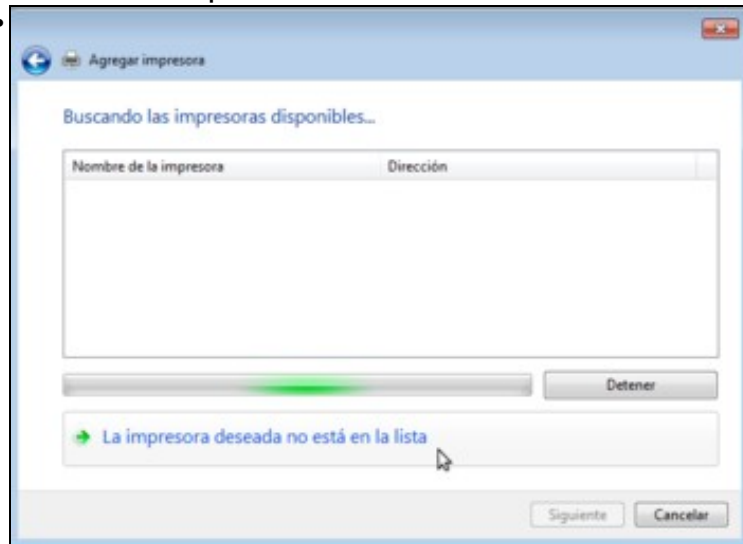 Agregar impresora
Buscando las impresoras disponibles...
Nombre de la impresora Dirección
Detener
La impresora deseada no está en la lista
Siguiente Cancelar